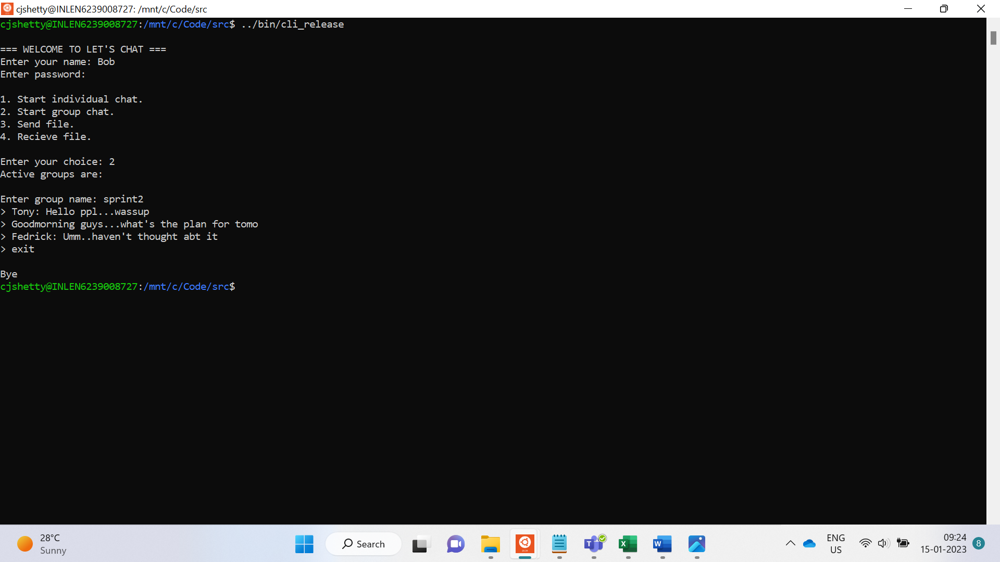 cjshetty@INLEN6239008727: /mnt/c/Code/src
cjshetty@INLEN6239008727:/mnt/c/Code/src$ ../bin/cli_release
=== WELCOME TO LET'S CHAT ===
Enter your name: Bob
Enter password:
1. Start individual chat.
2. Start group chat.
3. Send file.
4. Recieve file.
Enter your choice: 2
Active groups are:
Enter group name: sprint2
> Tony: Hello ppl...wassup
> Goodmorning guys...what's the plan for tomo
> Fedrick: Umm..haven't thought abt it
> exit
Bye
cjshetty@INLEN6239008727:/mnt/c/Code/src$
28°C
Sunny
Search
ENG
US
09:24
15-01-2023
8